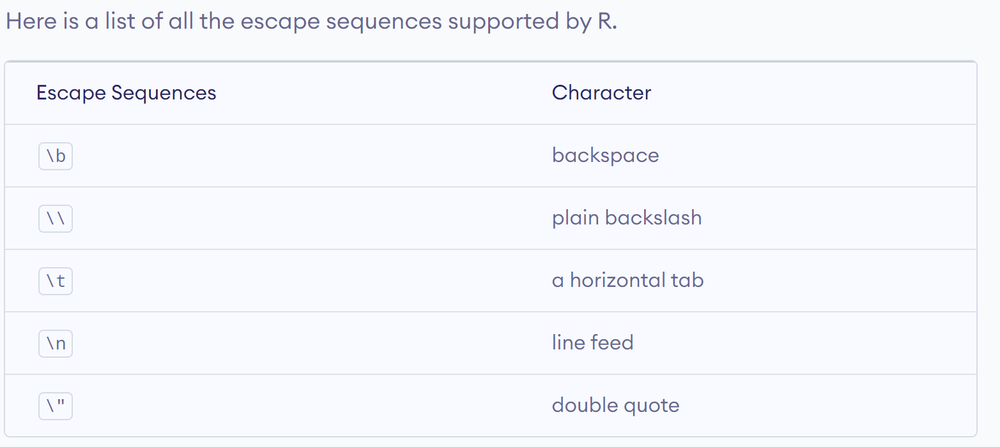 Here is a list of all the escape sequences supported by R.
Escape Sequences Character
\b backspace
\\ plain backslash
\t a horizontal tab
\n line feed
\" double quote